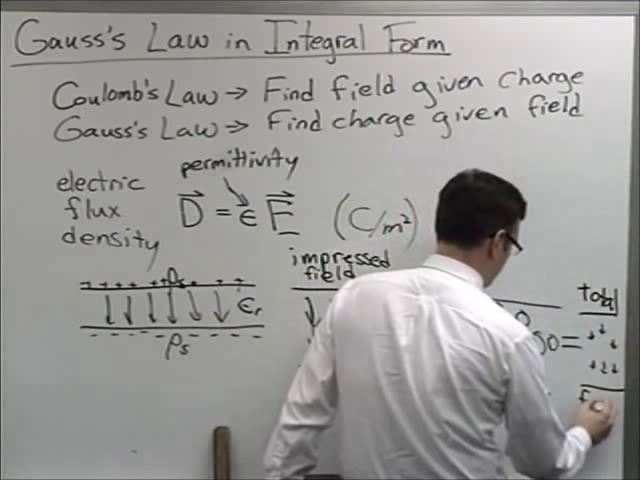 Gauss's Law in Integral Form
Coulomb's Law → Find field given charge
Gauss's Law → Find charge given field
permittivity
electric
flux
density
D = ϵ E (C/m²)
impressed
field
total
ρs
ϵr
ρs